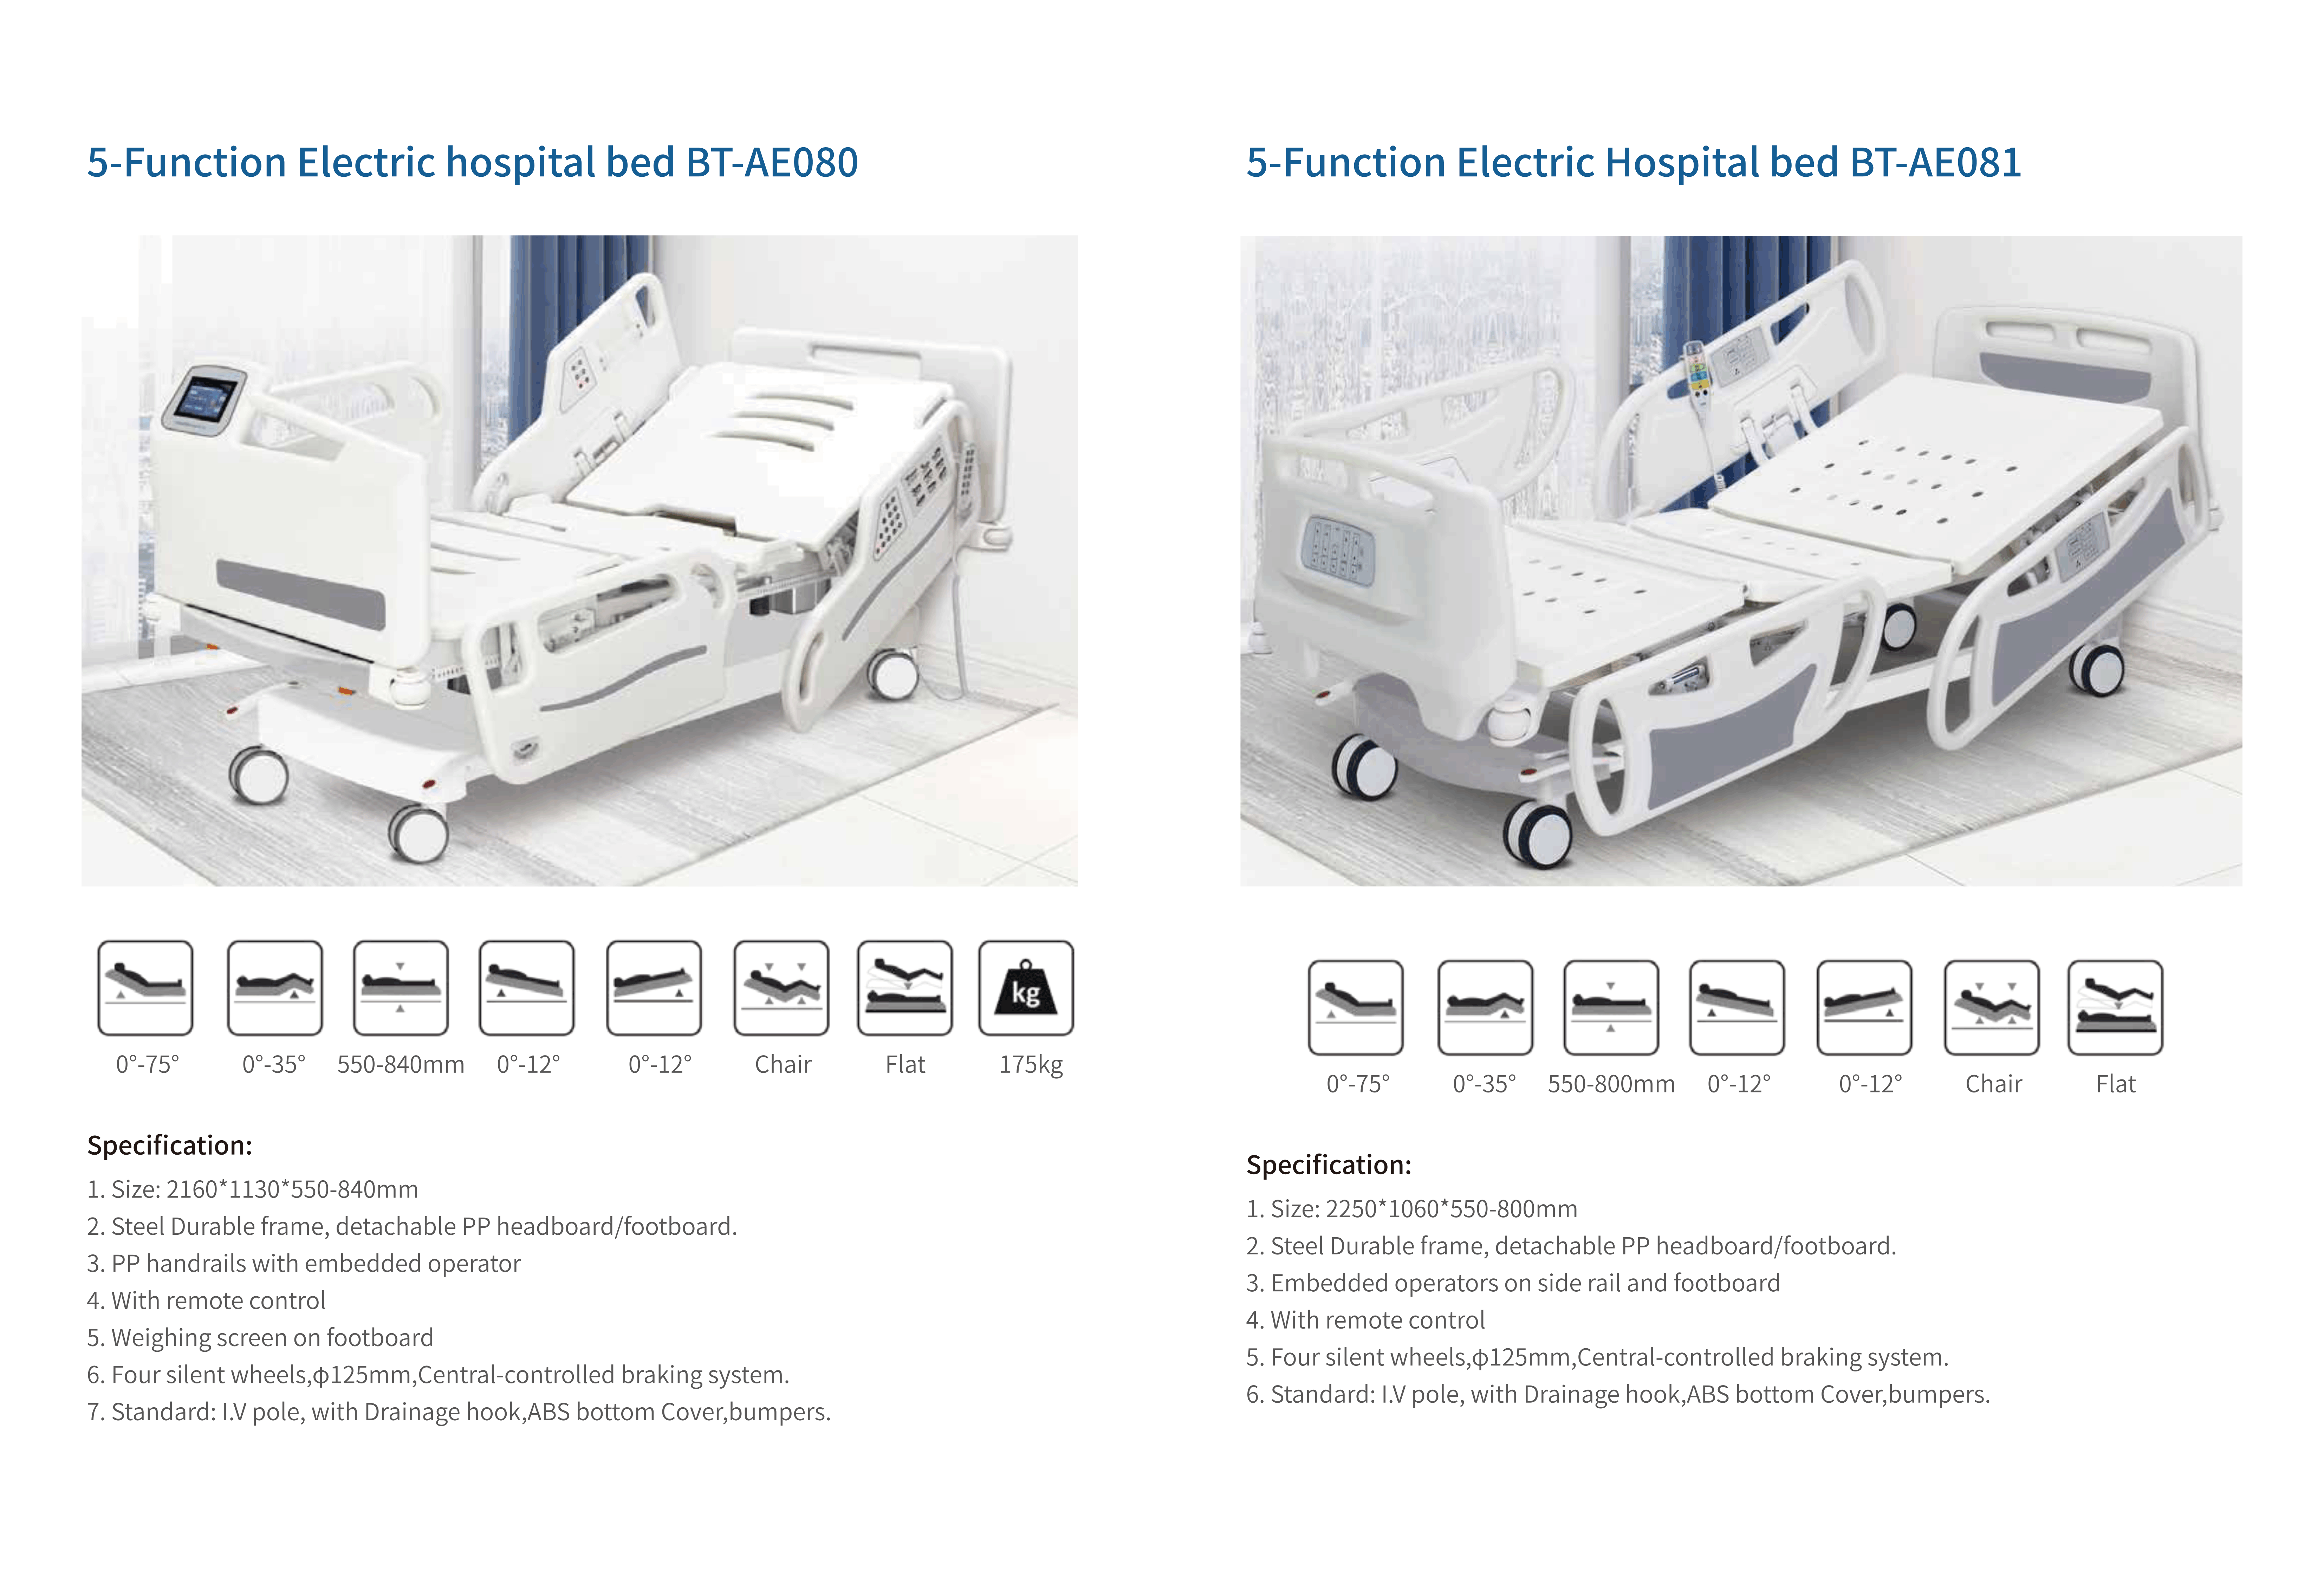 5-Function Electric hospital bed BT-AE080
kg
0°-75°
0°-35°
550-840mm
0°-12°
0°-12°
Chair
Flat
175kg
Specification:
1. Size: 2160*1130*550-840mm
2. Steel Durable frame, detachable PP headboard/footboard.
3. PP handrails with embedded operator
4. With remote control
5. Weighing screen on footboard
6. Four silent wheels,φ125mm,Central-controlled braking system.
7. Standard: I.V pole, with Drainage hook,ABS bottom Cover,bumpers.
5-Function Electric Hospital bed BT-AE081
0°-75°
0°-35°
550-800mm
0°-12°
0°-12°
Chair
Flat
Specification:
1. Size: 2250*1060*550-800mm
2. Steel Durable frame, detachable PP headboard/footboard.
3. Embedded operators on side rail and footboard
4. With remote control
5. Four silent wheels,φ125mm,Central-controlled braking system.
6. Standard: I.V pole, with Drainage hook,ABS bottom Cover,bumpers.